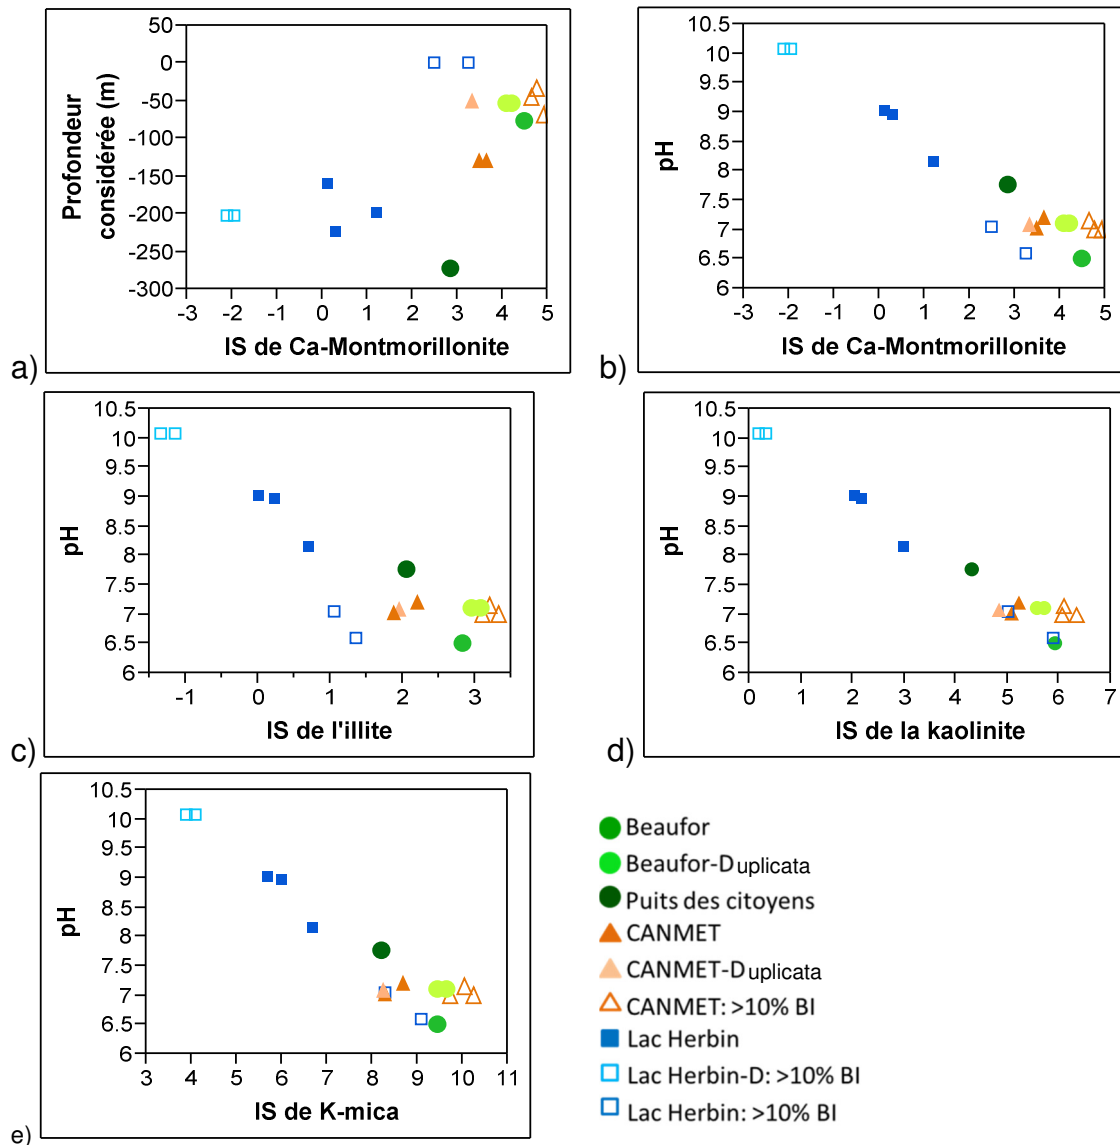 50
0
-50
-100
-150
-200
-250
-300
Profondeur
considérée (m)
-3 -2 -1 0 1 2 3 4 5
IS de Ca-Montmorillonite
a)
10.5
10
9.5
9
8.5
8
7.5
7
6.5
6
pH
-3 -2 -1 0 1 2 3 4 5
IS de Ca-Montmorillonite
b)
10.5
10
9.5
9
8.5
8
7.5
7
6.5
6
pH
-1 0 1 2 3
IS de l'illite
c)
10.5
10
9.5
9
8.5
8
7.5
7
6.5
6
pH
0 1 2 3 4 5 6 7
IS de la kaolinite
d)
10.5
10
9.5
9
8.5
8
7.5
7
6.5
6
pH
3 4 5 6 7 8 9 10 11
IS de K-mica
e)
Beaufor
Beaufor-Duplicata
Puits des citoyens
CANMET
CANMET-Duplicata
CANMET: >10% BI
Lac Herbin
Lac Herbin-D: >10% BI
Lac Herbin: >10% BI